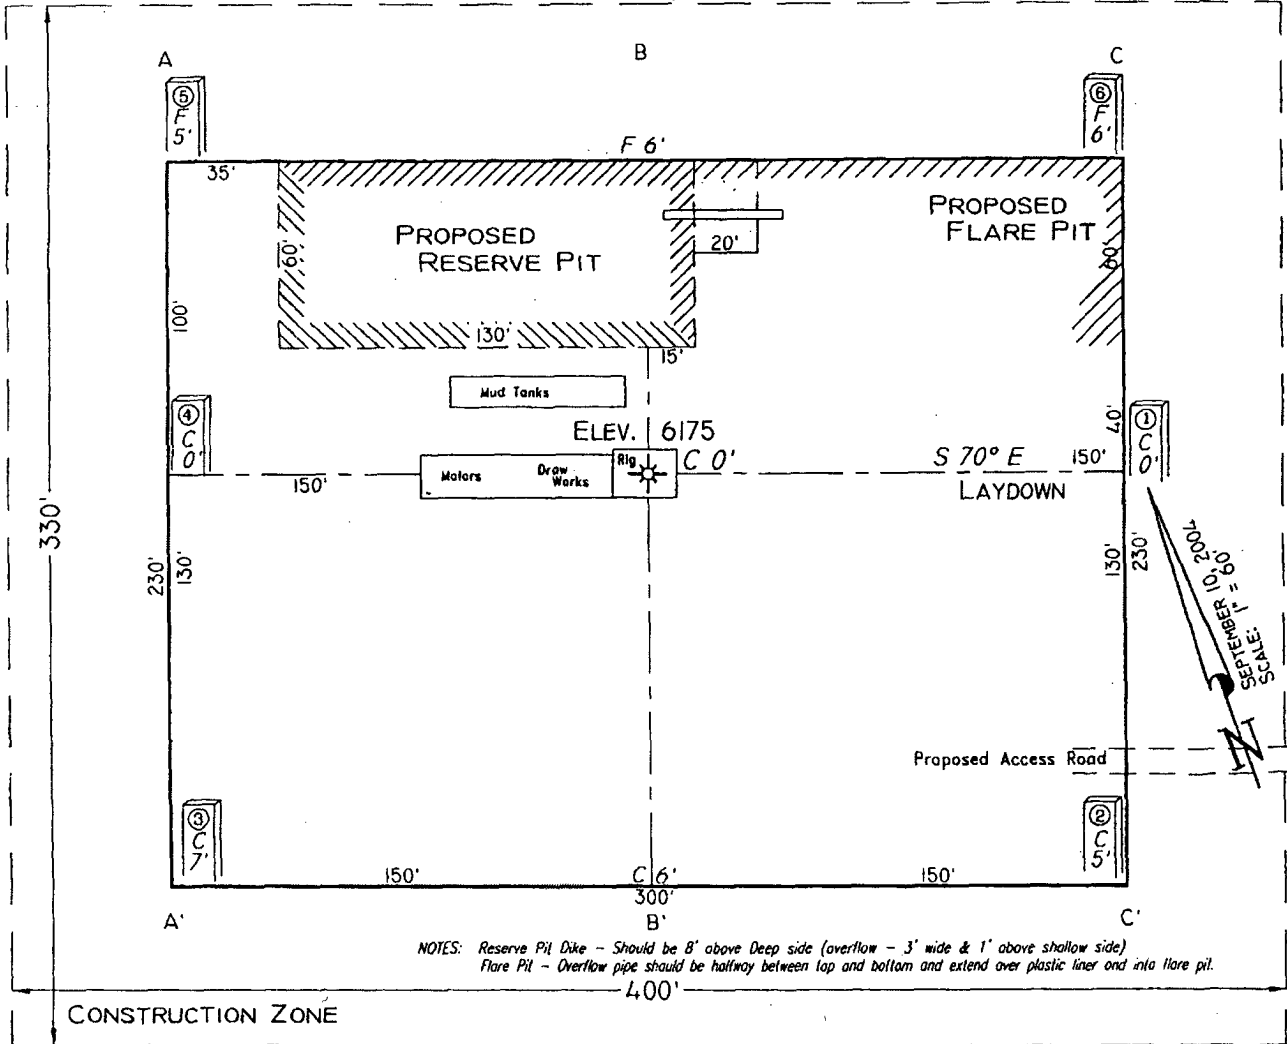 A
B
C
⑤
F
5'
⑥
F
6'
F 6'
35'
PROPOSED
RESERVE PIT
PROPOSED
FLARE PIT
20'
60'
60'
100'
130'
15'
Mud Tanks
④
C
0'
①
C
0'
40'
ELEV. 6175
Rig
C 0'
S 70° E
150'
Motors
Draw
Works
150'
LAYDOWN
330'
230'
130'
130'
230'
SEPTEMBER 10, 2004
SCALE: 1" = 60'
N
Proposed Access Road
③
C
7'
②
C
5'
150'
C 6'
150'
300'
A'
B'
C'
NOTES: Reserve Pit Dike - Should be 8' above Deep side (overflow - 3' wide & 1' above shallow side)
Flare Pit - Overflow pipe should be halfway between top and bottom and extend over plastic liner and into flare pit.
400'
CONSTRUCTION ZONE